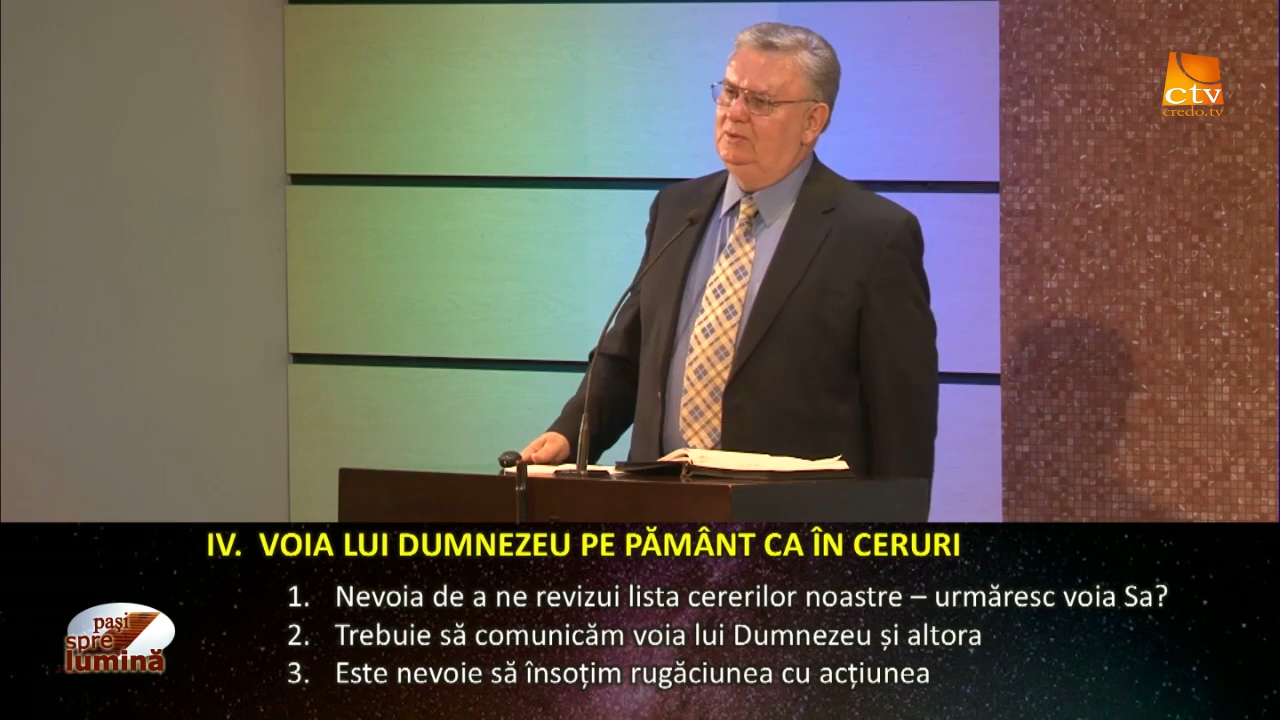 ctv
credo.tv
IV. VOIA LUI DUMNEZEU PE PĂMÂNT CA ÎN CERURI
1. Nevoia de a ne revizui lista cererilor noastre – urmăresc voia Sa?
2. Trebuie să comunicăm voia lui Dumnezeu și altora
3. Este nevoie să însoțim rugăciunea cu acțiunea
pași
spre
lumină